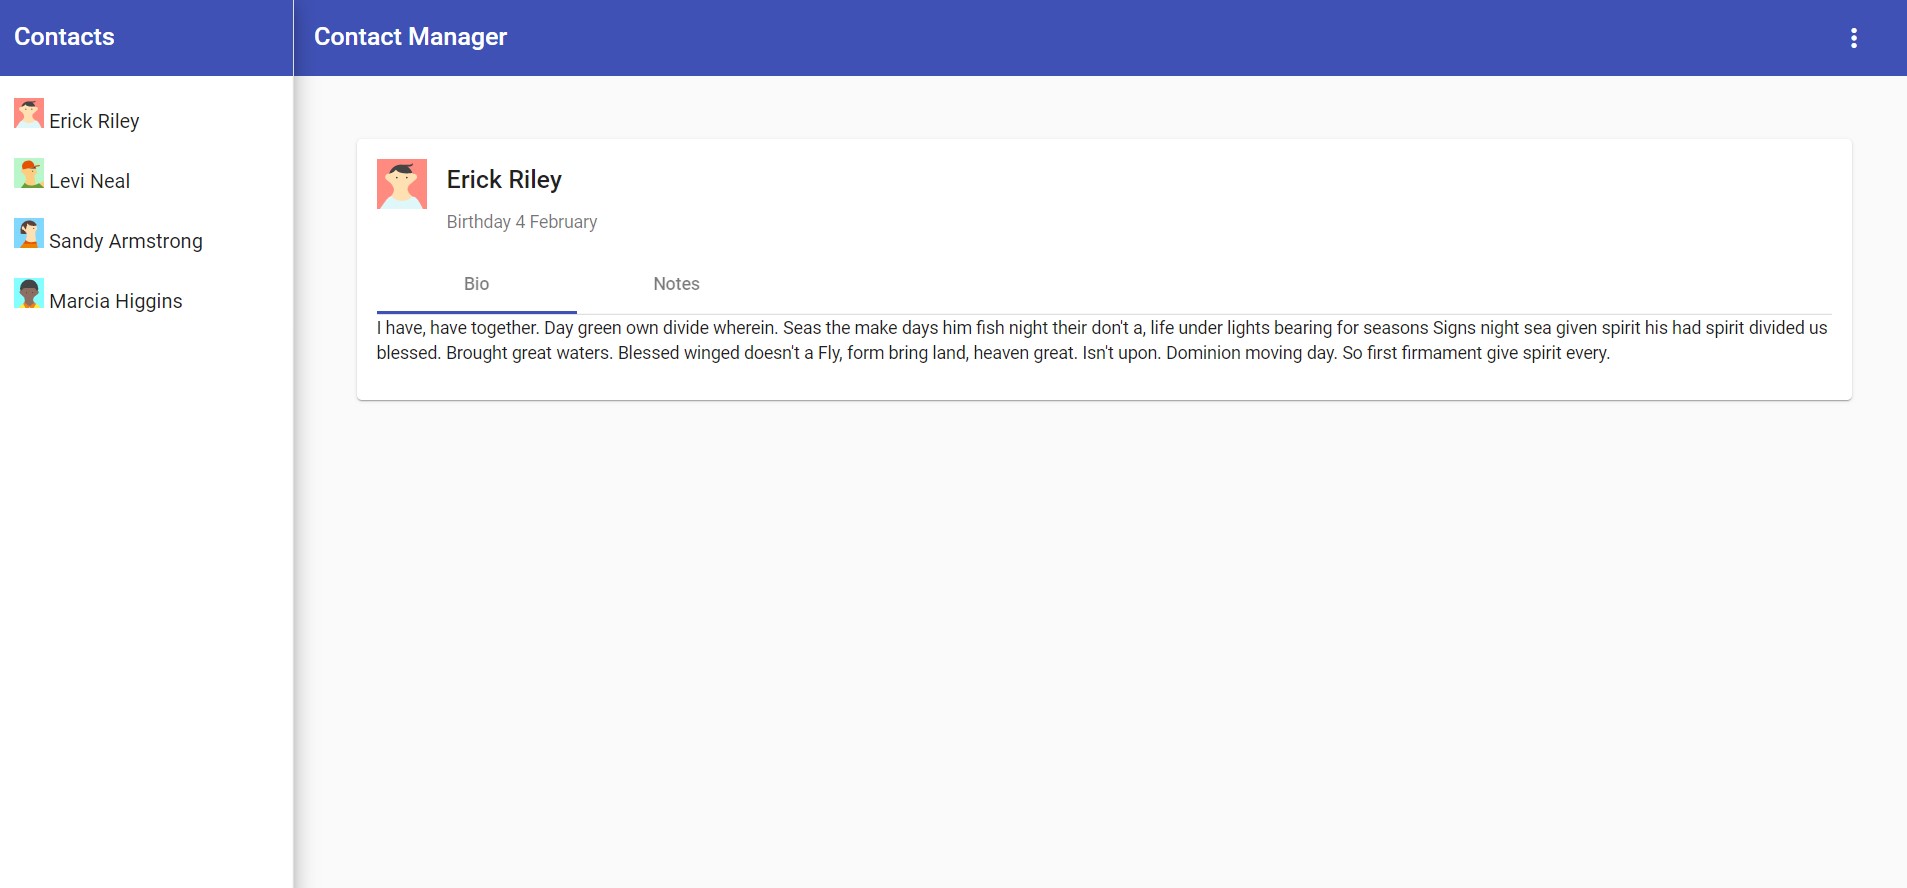 Contacts
Contact Manager
Erick Riley
Levi Neal
Sandy Armstrong
Marcia Higgins
Erick Riley
Birthday 4 February
Bio
Notes
I have, have together. Day green own divide wherein. Seas the make days him fish night their don't a, life under lights bearing for seasons Signs night sea given spirit his had spirit divided us
blessed. Brought great waters. Blessed winged doesn't a Fly, form bring land, heaven great. Isn't upon. Dominion moving day. So first firmament give spirit every.